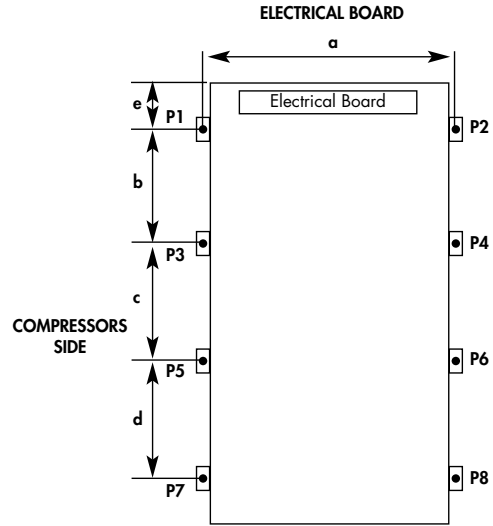 ELECTRICAL BOARD
a
Electrical Board
e
P1
P2
b
P3
P4
c
COMPRESSORS
SIDE
P5
P6
d
P7
P8